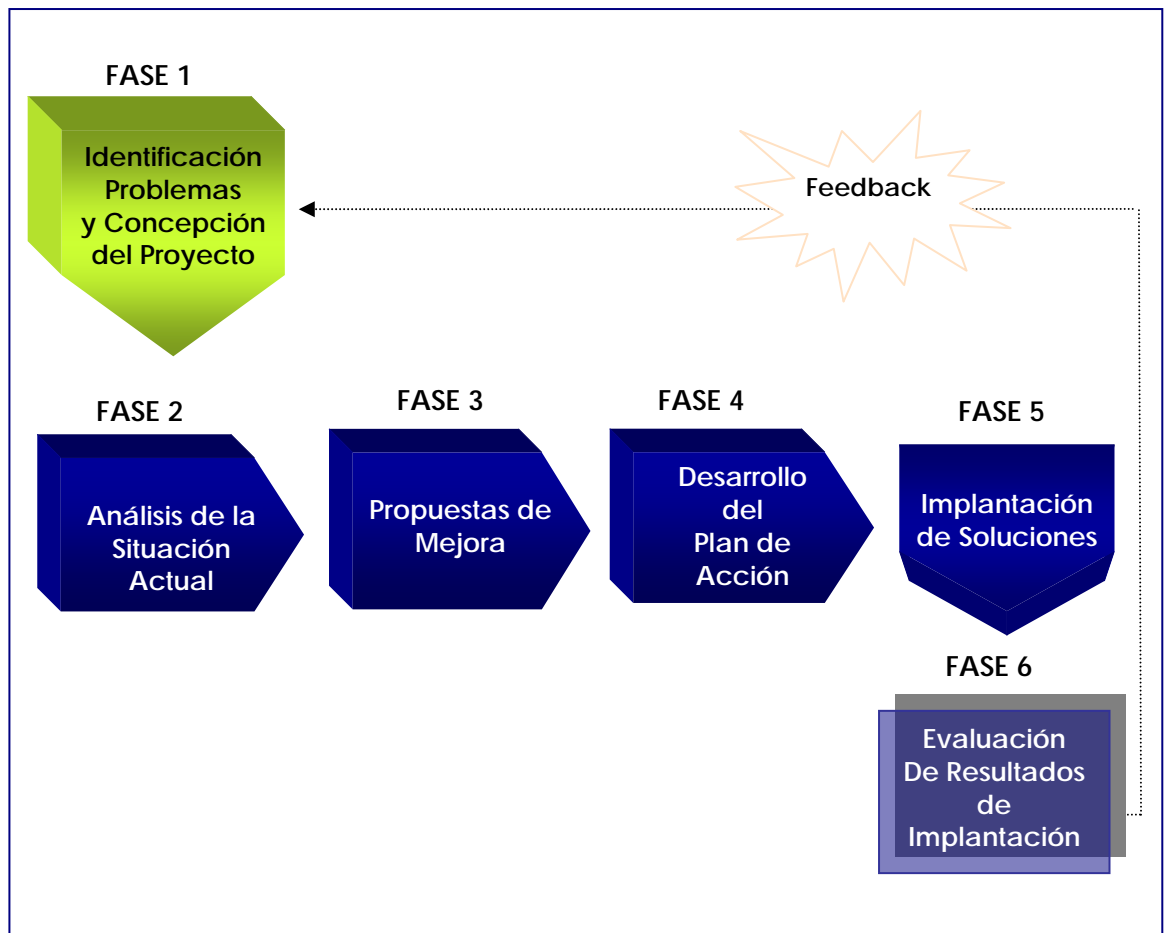 FASE 1
Identificación
Problemas
y Concepción
del Proyecto
Feedback
FASE 2
Análisis de la
Situación
Actual
FASE 3
Propuestas de
Mejora
FASE 4
Desarrollo
del
Plan de
Acción
FASE 5
Implantación
de Soluciones
FASE 6
Evaluación
De Resultados
de
Implantación